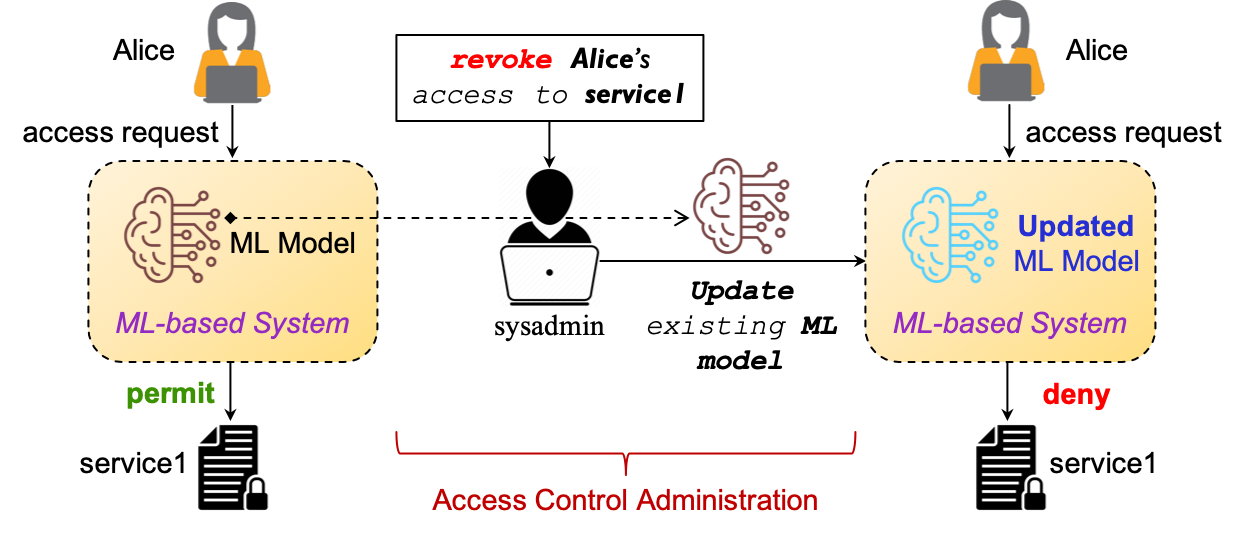 Alice
access request
ML Model
ML-based System
permit
service1
revoke Alice's
access to service1
sysadmin
Update
existing ML
model
Access Control Administration
Alice
access request
Updated
ML Model
ML-based System
deny
service1